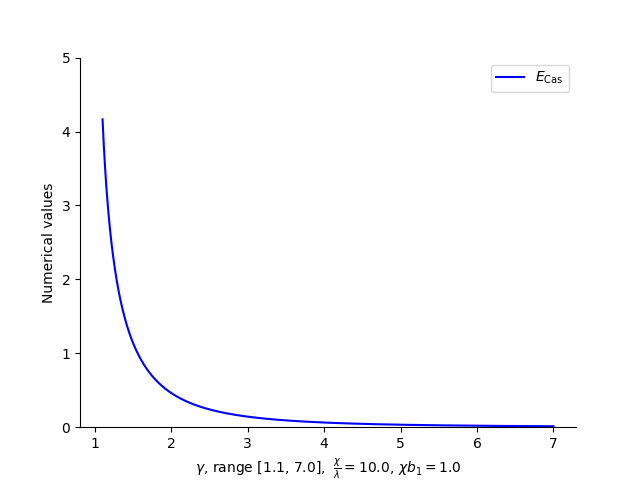 5
E_Cas
4
3
Numerical values
2
1
0
1 2 3 4 5 6 7
γ, range [1.1, 7.0], χ/λ = 10.0, χb₁ = 1.0